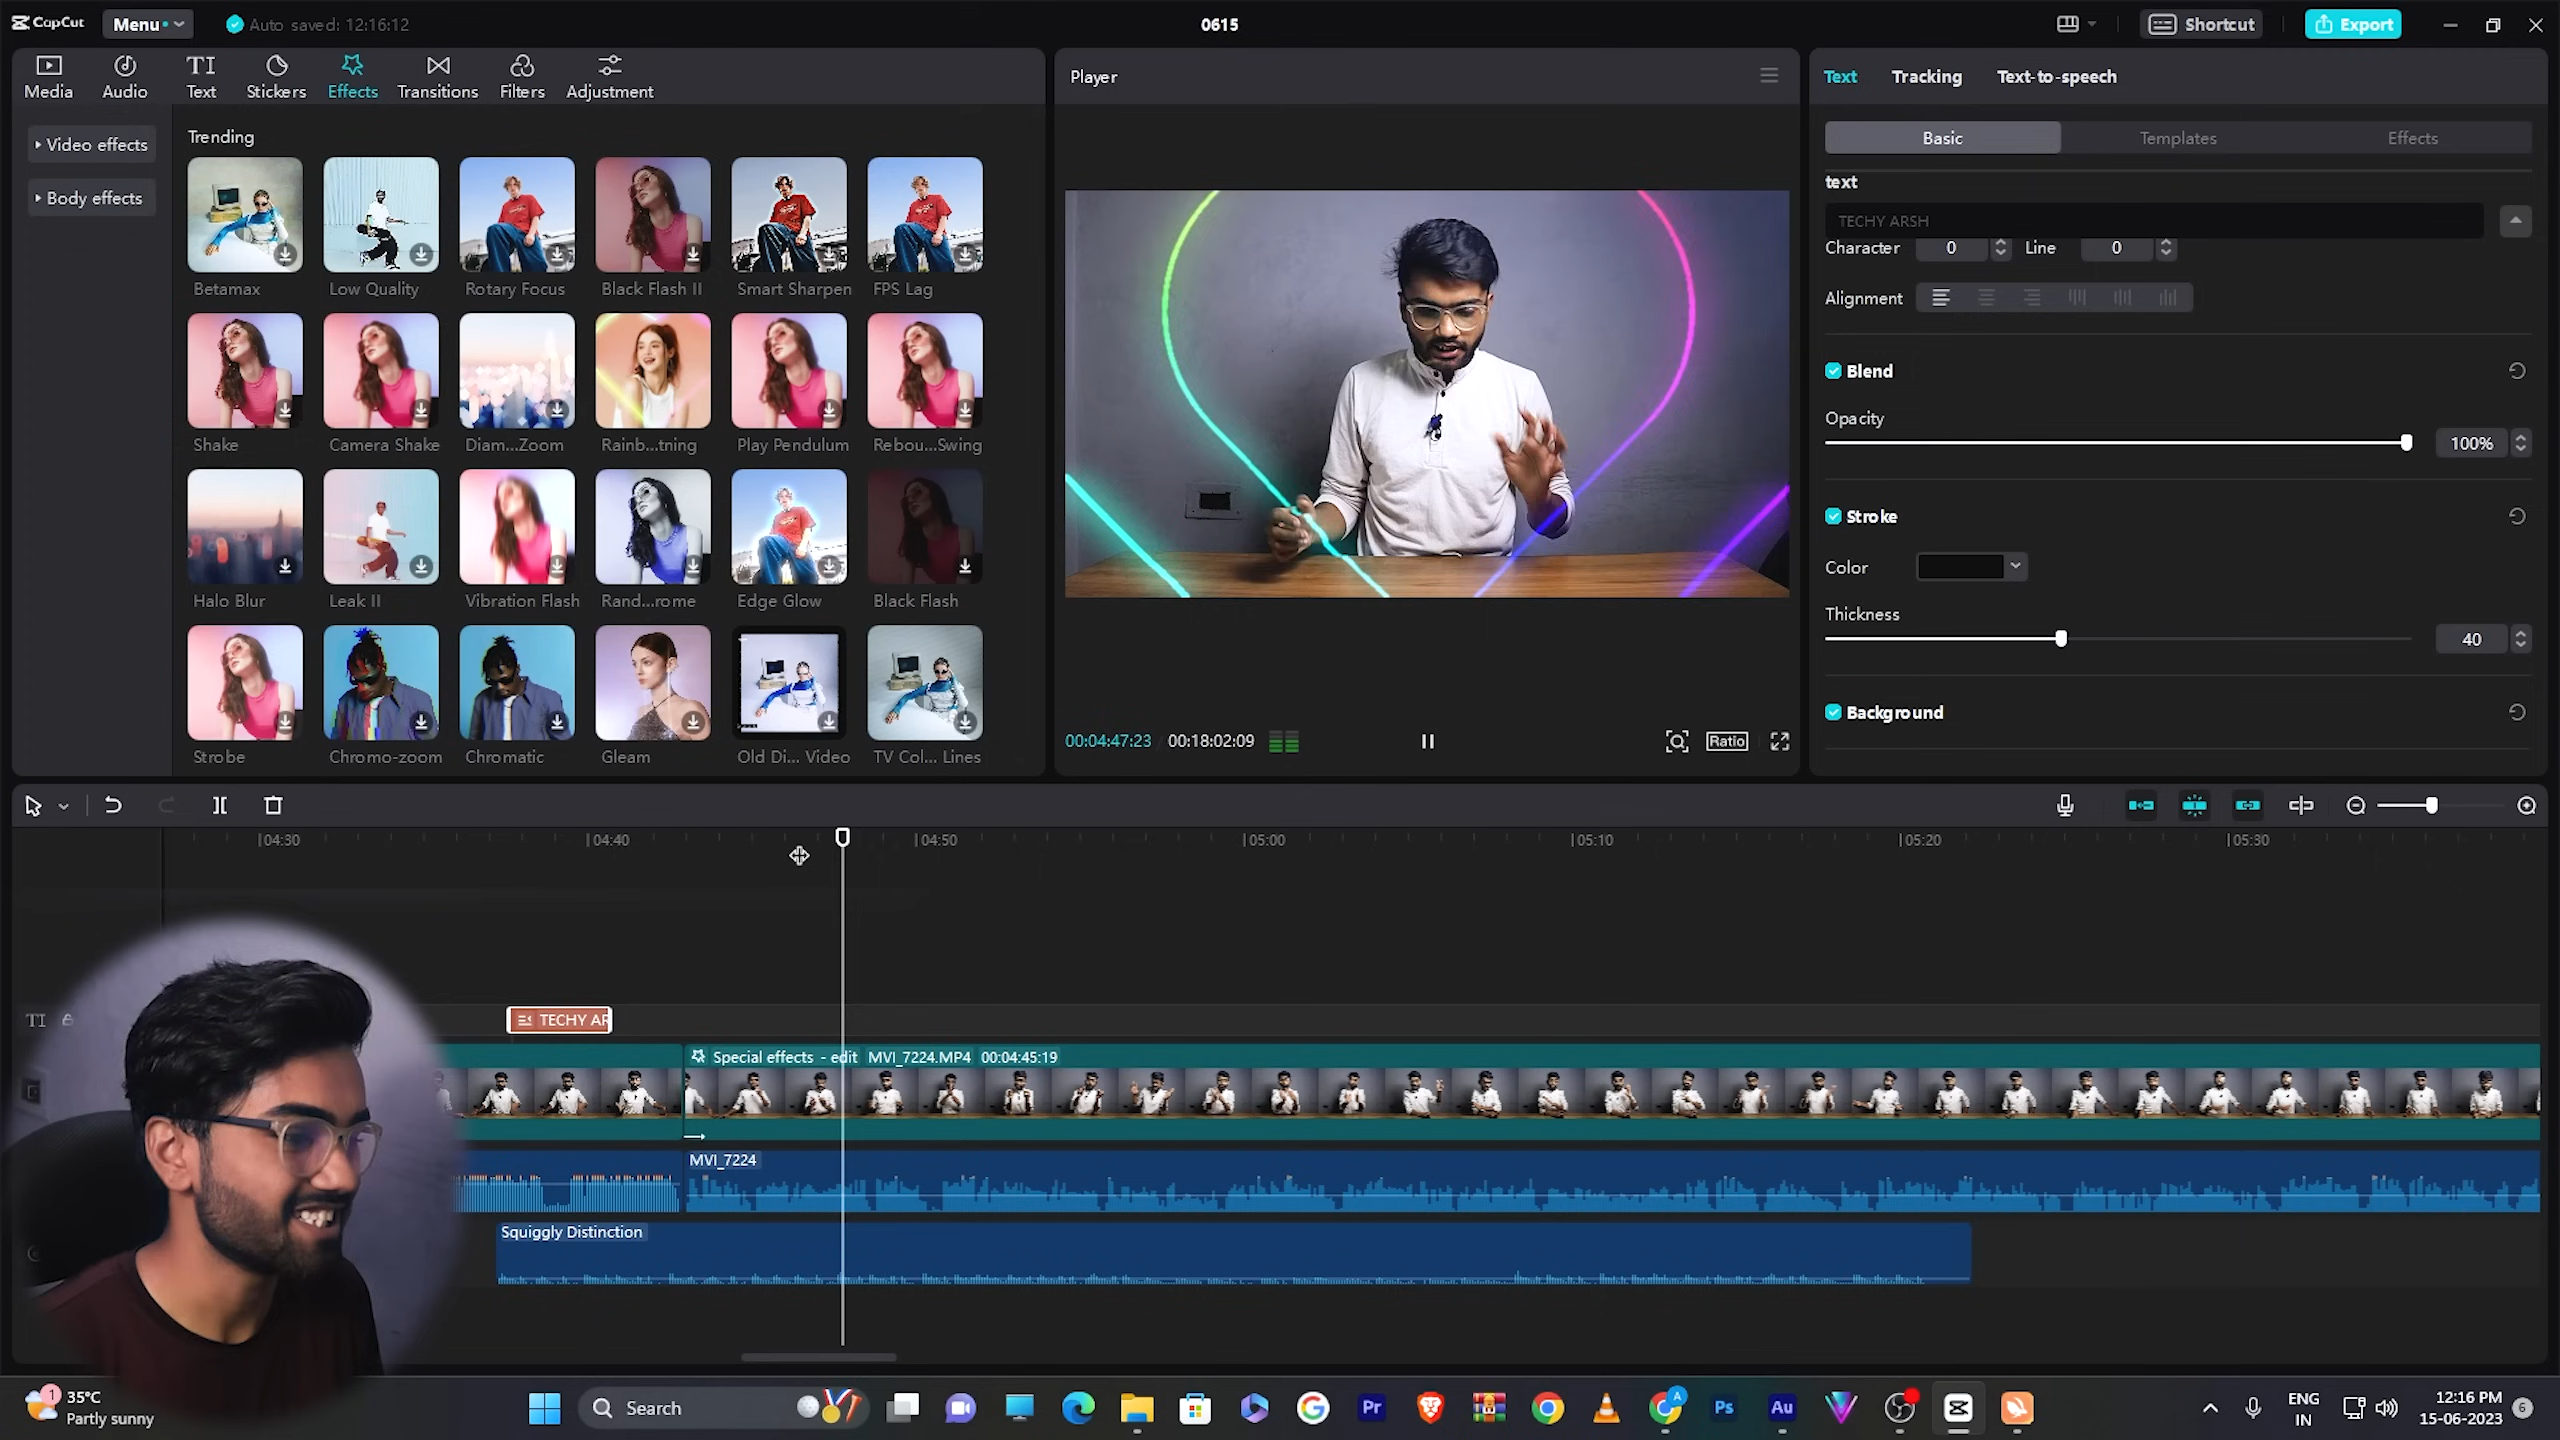 CapCut
Menu
Auto saved: 12:16:12
0615
Shortcut
Export
Media
Audio
TI
Text
Stickers
Effects
Transitions
Filters
Adjustment
Video effects
Body effects
Trending
Betamax
Low Quality
Rotary Focus
Black Flash II
Smart Sharpen
FPS Lag
Shake
Camera Shake
Diam...Zoom
Rainb...tning
Play Pendulum
Rebou...Swing
Halo Blur
Leak II
Vibration Flash
Rand...rome
Edge Glow
Black Flash
Strobe
Chromo-zoom
Chromatic
Gleam
Old Di... Video
TV Col... Lines
Player
00:04:47:23
00:18:02:09
Ratio
Text
Tracking
Text-to-speech
Basic
Templates
Effects
text
TECHY ARSH
Character 0 Line 0
Alignment
Blend
Opacity
100%
Stroke
Color
Thickness
40
Background
04:30
04:40
04:50
05:00
05:10
05:20
05:30
TI
TECHY AR
Special effects - edit MVI_7224.MP4 00:04:45:19
MVI_7224
Squiggly Distinction
1
35°C
Partly sunny
Search
Pr
A
Ps
Au
ENG
IN
12:16 PM
15-06-2023
6